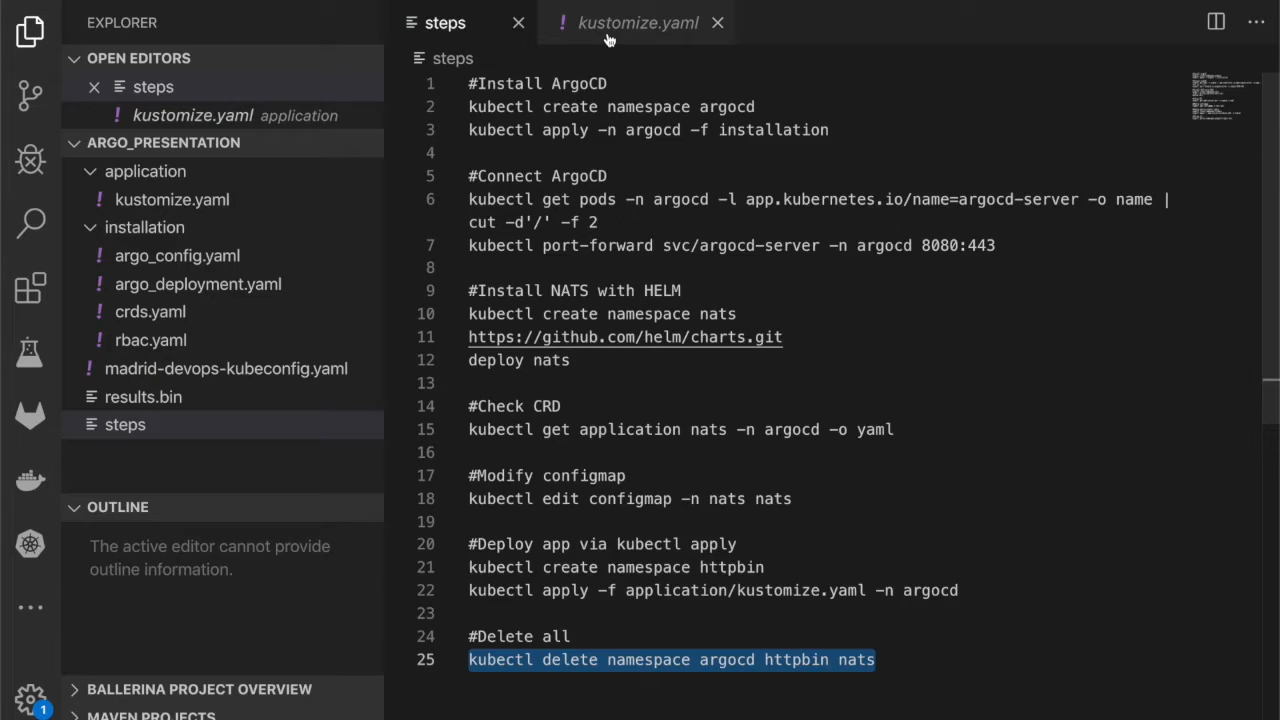 EXPLORER
OPEN EDITORS
steps
kustomize.yaml application
ARGO_PRESENTATION
application
kustomize.yaml
installation
argo_config.yaml
argo_deployment.yaml
crds.yaml
rbac.yaml
madrid-devops-kubeconfig.yaml
results.bin
steps
OUTLINE
The active editor cannot provide
outline information.
BALLERINA PROJECT OVERVIEW
MAVEN PROJECTS
1
steps
kustomize.yaml
steps
1 #Install ArgoCD
2 kubectl create namespace argocd
3 kubectl apply -n argocd -f installation
4
5 #Connect ArgoCD
6 kubectl get pods -n argocd -l app.kubernetes.io/name=argocd-server -o name |
cut -d'/' -f 2
7 kubectl port-forward svc/argocd-server -n argocd 8080:443
8
9 #Install NATS with HELM
10 kubectl create namespace nats
11 https://github.com/helm/charts.git
12 deploy nats
13
14 #Check CRD
15 kubectl get application nats -n argocd -o yaml
16
17 #Modify configmap
18 kubectl edit configmap -n nats nats
19
20 #Deploy app via kubectl apply
21 kubectl create namespace httpbin
22 kubectl apply -f application/kustomize.yaml -n argocd
23
24 #Delete all
25 kubectl delete namespace argocd httpbin nats